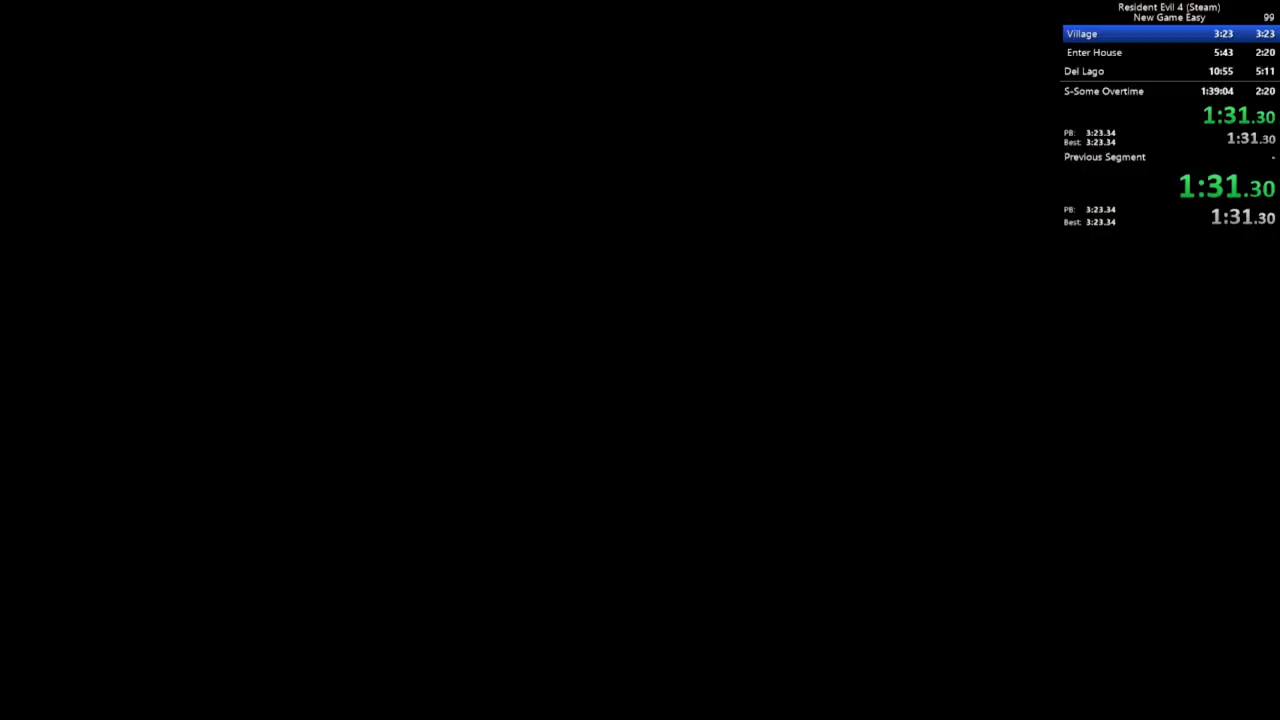 Resident Evil 4 (Steam)
New Game Easy 99
Village 3:23 3:23
Enter House 5:43 2:20
Del Lago 10:55 5:11
S-Some Overtime 1:39:04 2:20
1:31.30
PB: 3:23.34
Best: 3:23.34 1:31.30
Previous Segment -
1:31.30
PB: 3:23.34
Best: 3:23.34 1:31.30